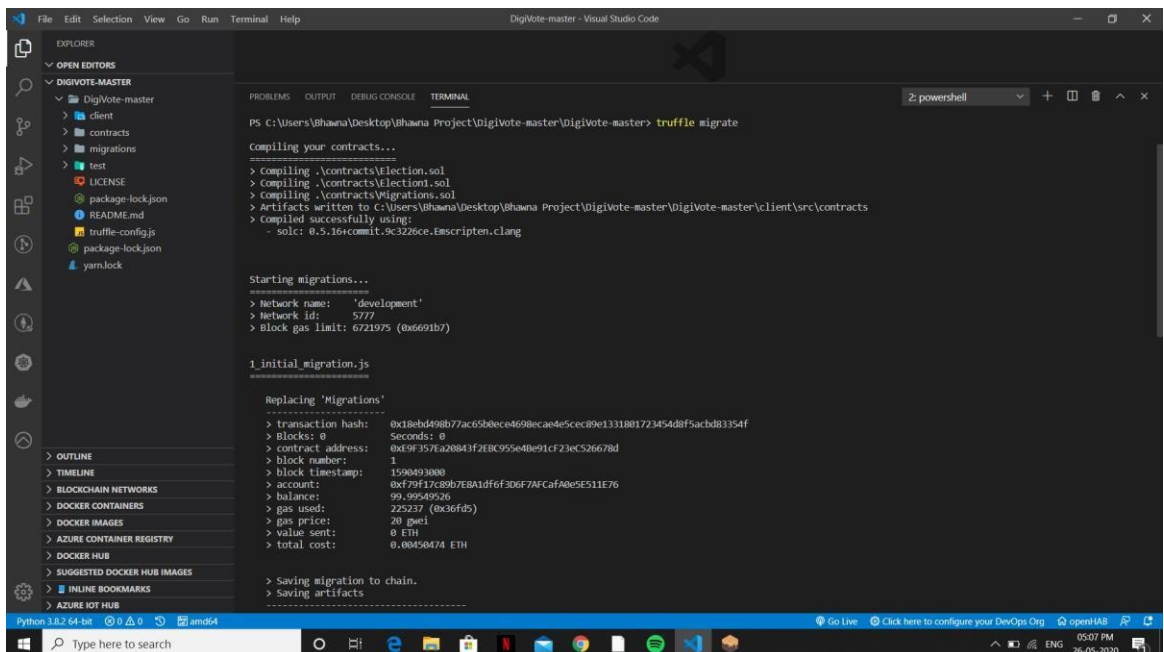 File Edit Selection View Go Run Terminal Help
DigiVote-master - Visual Studio Code
EXPLORER
OPEN EDITORS
DIGIVOTE-MASTER
DigiVote-master
client
contracts
migrations
test
LICENSE
package-lock.json
README.md
truffle-config.js
package-lock.json
yarn.lock
OUTLINE
TIMELINE
BLOCKCHAIN NETWORKS
DOCKER CONTAINERS
DOCKER IMAGES
AZURE CONTAINER REGISTRY
DOCKER HUB
SUGGESTED DOCKER HUB IMAGES
INLINE BOOKMARKS
AZURE IOT HUB
PROBLEMS OUTPUT DEBUG CONSOLE TERMINAL
2: powershell
PS C:\Users\Bhawna\Desktop\Bhawna Project\DigiVote-master\DigiVote-master> truffle migrate
Compiling your contracts...
===========================
> Compiling .\contracts\Election.sol
> Compiling .\contracts\Election1.sol
> Compiling .\contracts\Migrations.sol
> Artifacts written to C:\Users\Bhawna\Desktop\Bhawna Project\DigiVote-master\DigiVote-master\client\src\contracts
> Compiled successfully using:
- solc: 0.5.16+commit.9c3226ce.Emscripten.clang
Starting migrations...
======================
> Network name: 'development'
> Network id: 5777
> Block gas limit: 6721975 (0x6691b7)
1_initial_migration.js
======================
Replacing 'Migrations'
----------------------
> transaction hash: 0x18ebd498b77ac65b0ece4698ecae4e5cec89e1331801723454d8f5acbd83354f
> Blocks: 0 Seconds: 0
> contract address: 0xE9F357Ea20843f2EBC955e4Be91cF23eC526678d
> block number: 1
> block timestamp: 1590493000
> account: 0xf79f17c89b7E8A1df6f3D6F7AFCafA0e5E511E76
> balance: 99.99549526
> gas used: 225237 (0x36fd5)
> gas price: 20 gwei
> value sent: 0 ETH
> total cost: 0.00450474 ETH
> Saving migration to chain.
> Saving artifacts
-------------------------------------
Python 3.8.2 64-bit 0 0 amd64
Go Live Click here to configure your DevOps Org openHAB
Type here to search
ENG
05:07 PM
26-05-2020